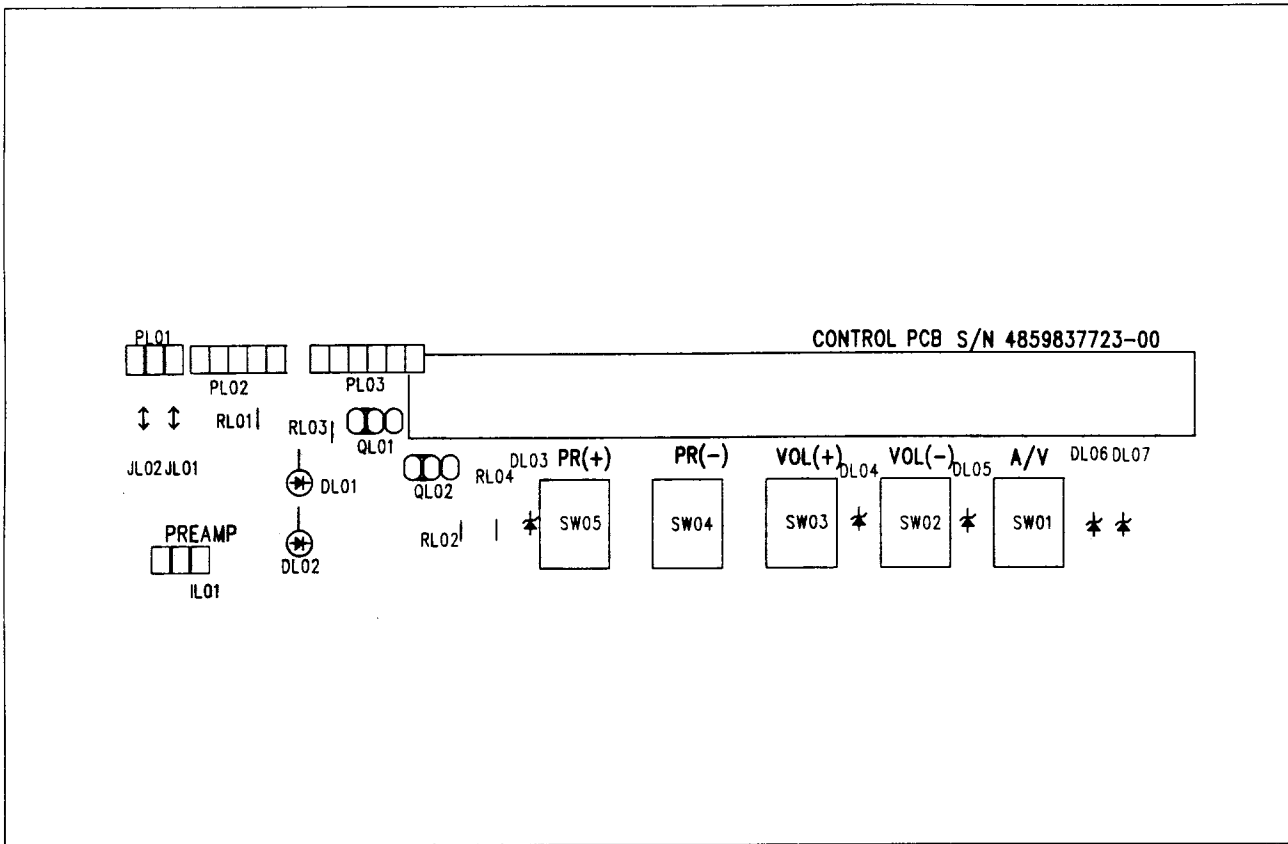 PL01
CONTROL PCB S/N 4859837723-00
PL02
PL03
RL01
RL03
QL01
JL02 JL01
DL01
QL02
RL04
DL03
PR(+)
PR(-)
VOL(+)
DL04
VOL(-)
DL05
A/V
DL06 DL07
PREAMP
RL02
SW05
SW04
SW03
SW02
SW01
DL02
IL01